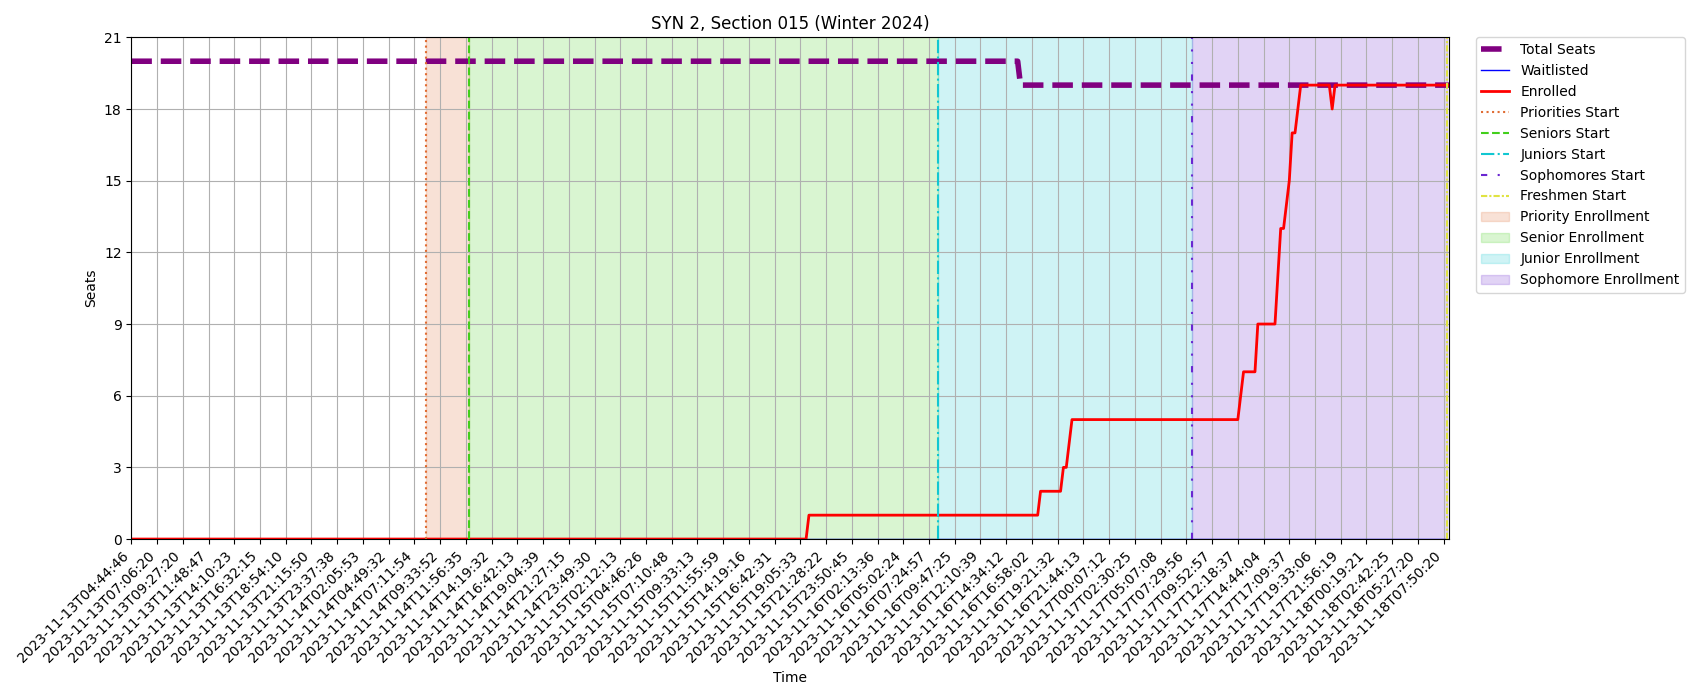 SYN 2, Section 015 (Winter 2024)
21
18
15
12
9
6
3
0
Seats
2023-11-13T04:44:46
2023-11-13T07:06:20
2023-11-13T09:27:20
2023-11-13T11:48:47
2023-11-13T14:10:23
2023-11-13T16:32:15
2023-11-13T18:54:10
2023-11-13T21:15:50
2023-11-13T23:37:38
2023-11-14T02:05:53
2023-11-14T04:49:32
2023-11-14T07:11:54
2023-11-14T09:33:52
2023-11-14T11:56:35
2023-11-14T14:19:32
2023-11-14T16:42:13
2023-11-14T19:04:39
2023-11-14T21:27:15
2023-11-14T23:49:30
2023-11-15T02:12:13
2023-11-15T04:46:26
2023-11-15T07:10:48
2023-11-15T09:33:13
2023-11-15T11:55:59
2023-11-15T14:19:16
2023-11-15T16:42:31
2023-11-15T19:05:33
2023-11-15T21:28:22
2023-11-15T23:50:45
2023-11-16T02:13:36
2023-11-16T05:02:24
2023-11-16T07:24:57
2023-11-16T09:47:25
2023-11-16T12:10:39
2023-11-16T14:34:12
2023-11-16T16:58:02
2023-11-16T19:21:32
2023-11-16T21:44:13
2023-11-17T00:07:12
2023-11-17T02:30:25
2023-11-17T05:07:08
2023-11-17T07:29:56
2023-11-17T09:52:57
2023-11-17T12:18:37
2023-11-17T14:44:04
2023-11-17T17:09:37
2023-11-17T19:33:06
2023-11-17T21:56:19
2023-11-18T00:19:21
2023-11-18T02:42:25
2023-11-18T05:27:20
2023-11-18T07:50:20
Time
Total Seats
Waitlisted
Enrolled
Priorities Start
Seniors Start
Juniors Start
Sophomores Start
Freshmen Start
Priority Enrollment
Senior Enrollment
Junior Enrollment
Sophomore Enrollment